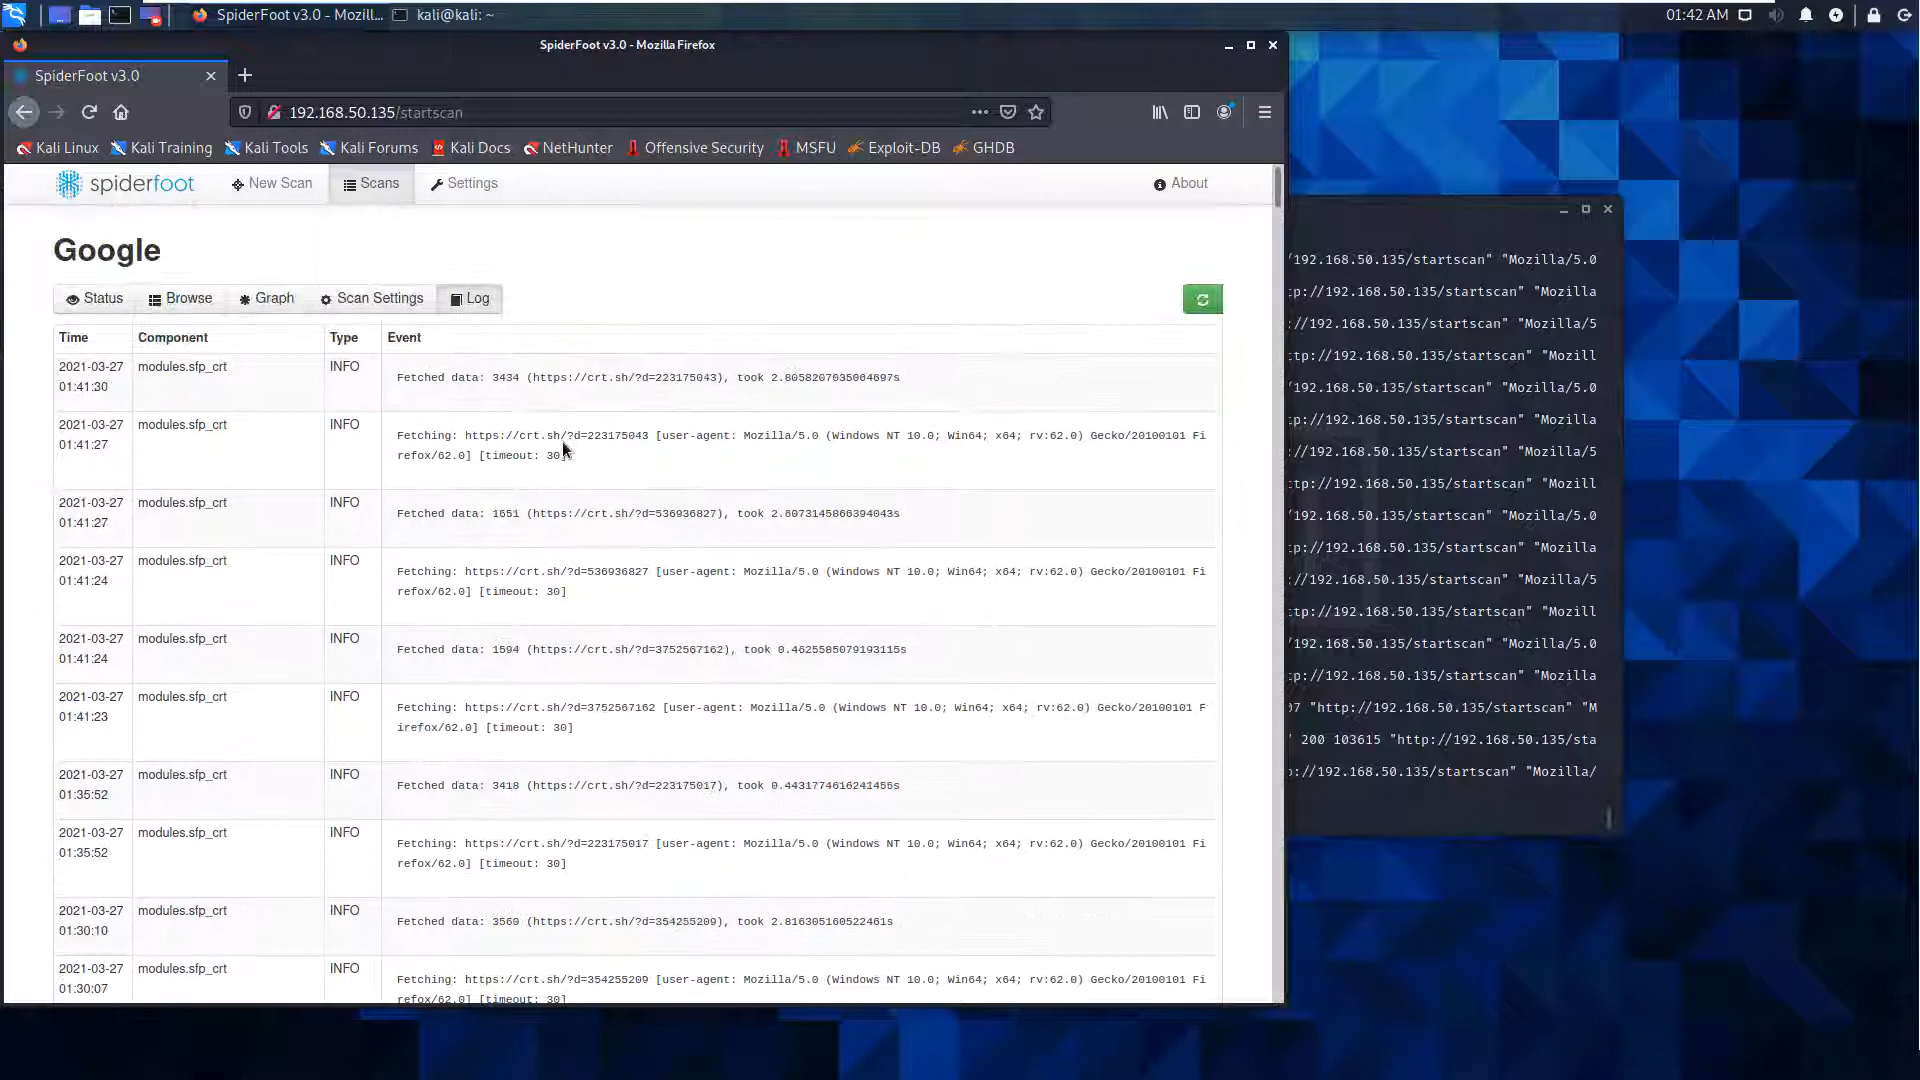 SpiderFoot v3.0 - Mozill...
kali@kali: ~
01:42 AM
SpiderFoot v3.0 - Mozilla Firefox
SpiderFoot v3.0
192.168.50.135/startscan
Kali Linux
Kali Training
Kali Tools
Kali Forums
Kali Docs
NetHunter
Offensive Security
MSFU
Exploit-DB
GHDB
spiderfoot
New Scan
Scans
Settings
About
Google
Status
Browse
Graph
Scan Settings
Log
Time Component Type Event
2021-03-27 modules.sfp_crt INFO
01:41:30
Fetched data: 3434 (https://crt.sh/?d=223175043), took 2.8058207035064697s
2021-03-27 modules.sfp_crt INFO
01:41:27
Fetching: https://crt.sh/?d=223175043 [user-agent: Mozilla/5.0 (Windows NT 10.0; Win64; x64; rv:62.0) Gecko/20100101 Fi
refox/62.0] [timeout: 30]
2021-03-27 modules.sfp_crt INFO
01:41:27
Fetched data: 1651 (https://crt.sh/?d=536936827), took 2.8073145866394043s
2021-03-27 modules.sfp_crt INFO
01:41:24
Fetching: https://crt.sh/?d=536936827 [user-agent: Mozilla/5.0 (Windows NT 10.0; Win64; x64; rv:62.0) Gecko/20100101 Fi
refox/62.0] [timeout: 30]
2021-03-27 modules.sfp_crt INFO
01:41:24
Fetched data: 1594 (https://crt.sh/?d=3752567162), took 0.4625585079193115s
2021-03-27 modules.sfp_crt INFO
01:41:23
Fetching: https://crt.sh/?d=3752567162 [user-agent: Mozilla/5.0 (Windows NT 10.0; Win64; x64; rv:62.0) Gecko/20100101 F
irefox/62.0] [timeout: 30]
2021-03-27 modules.sfp_crt INFO
01:35:52
Fetched data: 3418 (https://crt.sh/?d=223175017), took 0.4431774616241455s
2021-03-27 modules.sfp_crt INFO
01:35:52
Fetching: https://crt.sh/?d=223175017 [user-agent: Mozilla/5.0 (Windows NT 10.0; Win64; x64; rv:62.0) Gecko/20100101 Fi
refox/62.0] [timeout: 30]
2021-03-27 modules.sfp_crt INFO
01:30:10
Fetched data: 3560 (https://crt.sh/?d=354255209), took 2.816305160522461s
2021-03-27 modules.sfp_crt INFO
01:30:07
Fetching: https://crt.sh/?d=354255209 [user-agent: Mozilla/5.0 (Windows NT 10.0; Win64; x64; rv:62.0) Gecko/20100101 Fi
refox/62.0] [timeout: 30]
/192.168.50.135/startscan" "Mozilla/5.0
tp://192.168.50.135/startscan" "Mozilla
://192.168.50.135/startscan" "Mozilla/5
ttp://192.168.50.135/startscan" "Mozill
/192.168.50.135/startscan" "Mozilla/5.0
tp://192.168.50.135/startscan" "Mozilla
://192.168.50.135/startscan" "Mozilla/5
ttp://192.168.50.135/startscan" "Mozill
/192.168.50.135/startscan" "Mozilla/5.0
tp://192.168.50.135/startscan" "Mozilla
://192.168.50.135/startscan" "Mozilla/5
ttp://192.168.50.135/startscan" "Mozill
/192.168.50.135/startscan" "Mozilla/5.0
tp://192.168.50.135/startscan" "Mozilla
07 "http://192.168.50.135/startscan" "M
" 200 103615 "http://192.168.50.135/sta
p://192.168.50.135/startscan" "Mozilla/